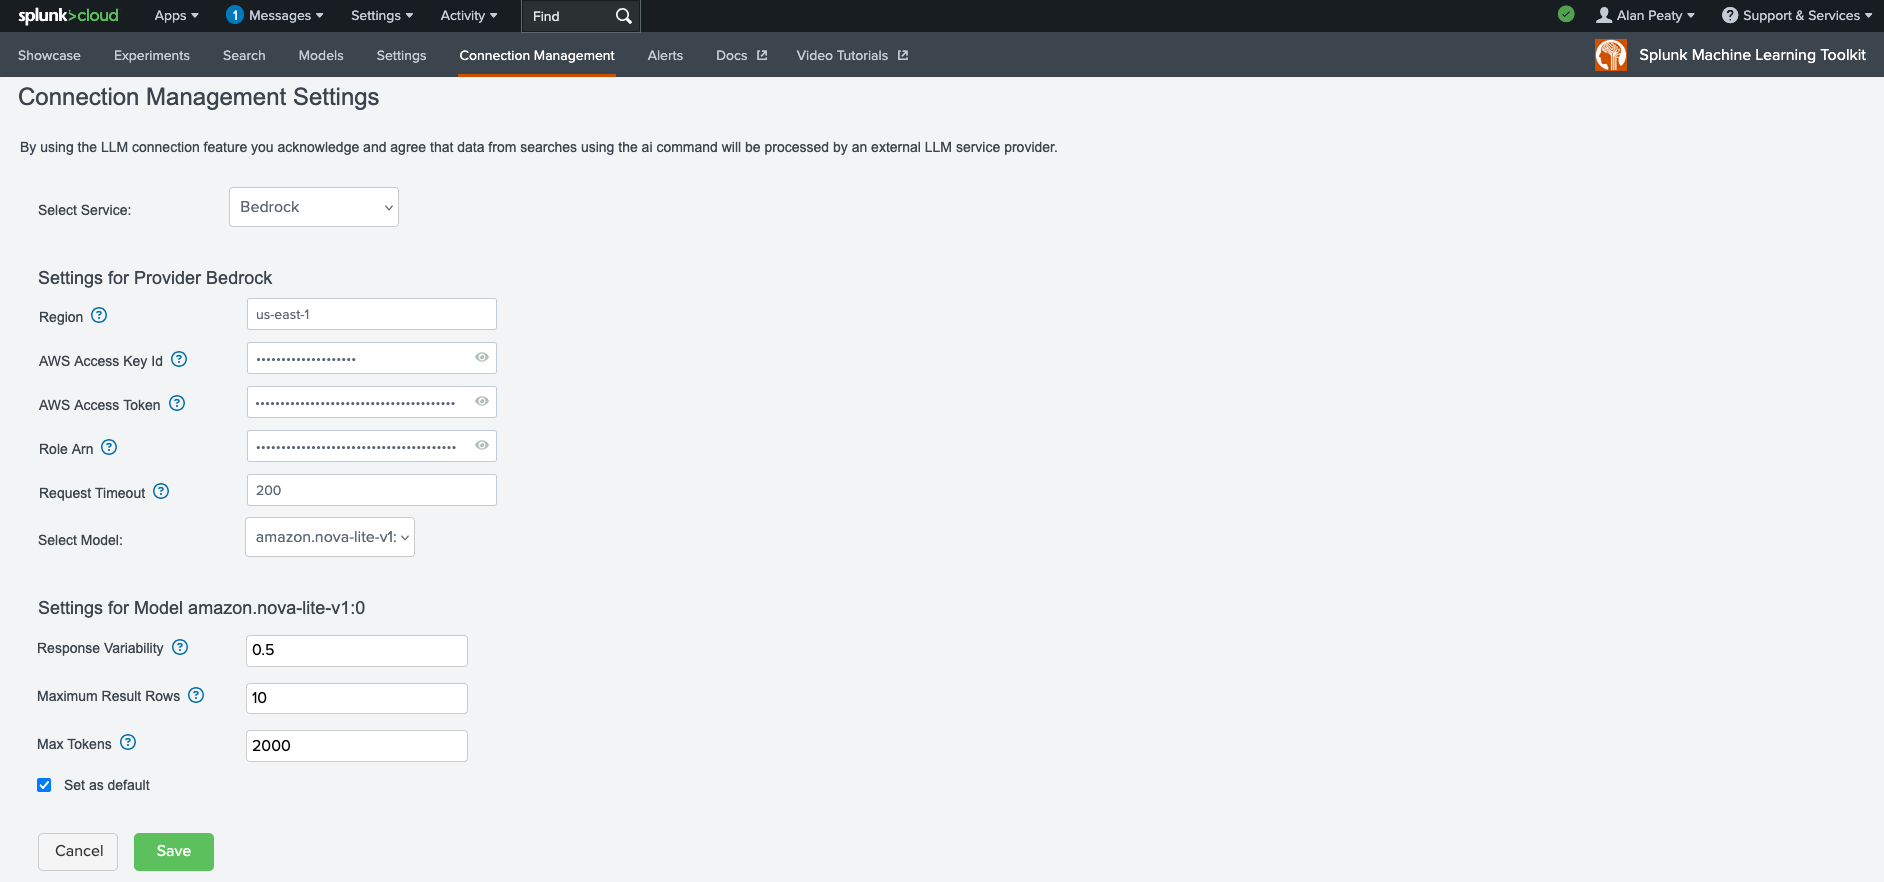 splunk>cloud Apps 1 Messages Settings Activity Find Alan Peaty Support & Services
Showcase Experiments Search Models Settings Connection Management Alerts Docs Video Tutorials Splunk Machine Learning Toolkit
Connection Management Settings
By using the LLM connection feature you acknowledge and agree that data from searches using the ai command will be processed by an external LLM service provider.
Select Service: Bedrock
Settings for Provider Bedrock
Region ? us-east-1
AWS Access Key Id ?
AWS Access Token ?
Role Arn ?
Request Timeout ? 200
Select Model: amazon.nova-lite-v1:
Settings for Model amazon.nova-lite-v1:0
Response Variability ? 0.5
Maximum Result Rows ? 10
Max Tokens ? 2000
Set as default
Cancel Save